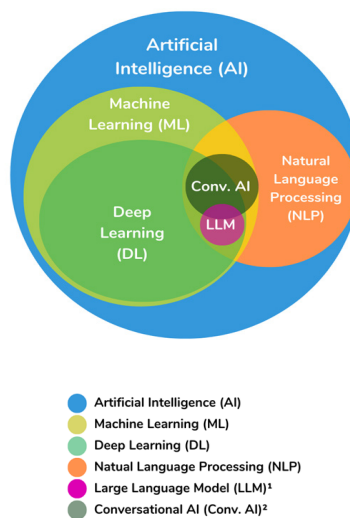 Artificial
Intelligence (AI)
Machine
Learning (ML)
Natural
Language
Processing
(NLP)
Conv. AI
Deep
Learning
(DL)
LLM
Artificial Intelligence (AI)
Machine Learning (ML)
Deep Learning (DL)
Natual Language Processing (NLP)
Large Language Model (LLM)¹
Conversational AI (Conv. AI)²